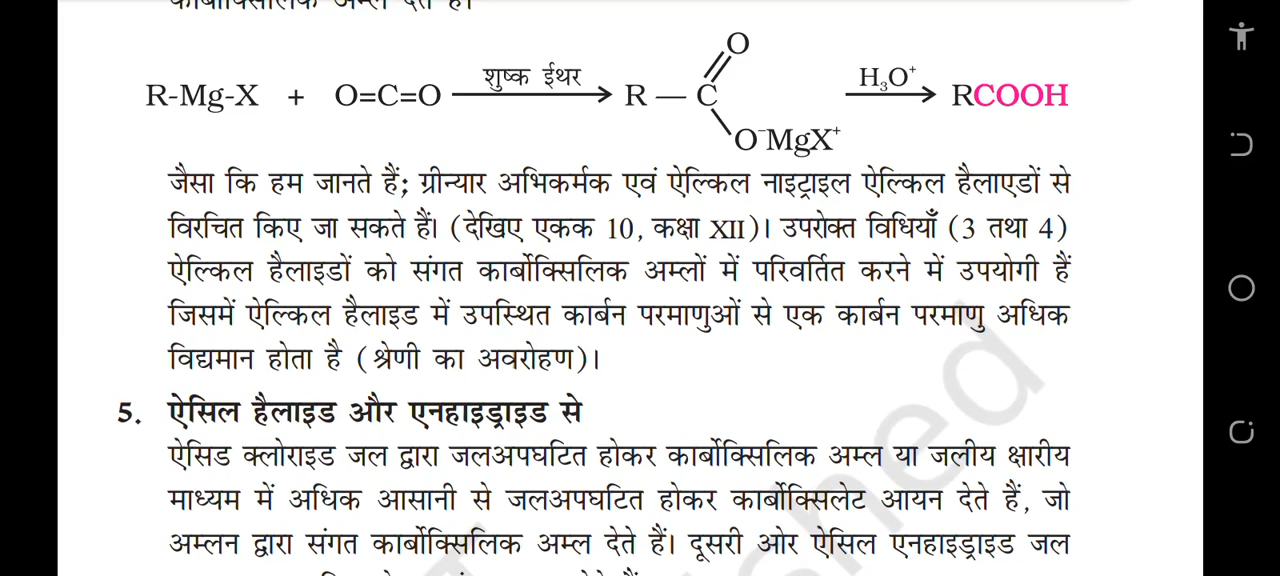 कार्बोक्सिलिक अम्ल देते हैं।
R-Mg-X + O=C=O शुष्क ईथर R — C O O⁻MgX⁺ H₃O⁺ RCOOH
जैसा कि हम जानते हैं; ग्रीन्यार अभिकर्मक एवं ऐल्किल नाइट्राइल ऐल्किल हैलाएडों से
विरचित किए जा सकते हैं। (देखिए एकक 10, कक्षा XII)। उपरोक्त विधियाँ (3 तथा 4)
ऐल्किल हैलाइडों को संगत कार्बोक्सिलिक अम्लों में परिवर्तित करने में उपयोगी हैं
जिसमें ऐल्किल हैलाइड में उपस्थित कार्बन परमाणुओं से एक कार्बन परमाणु अधिक
विद्यमान होता है (श्रेणी का अवरोहण)।
5. ऐसिल हैलाइड और एनहाइड्राइड से
ऐसिड क्लोराइड जल द्वारा जलअपघटित होकर कार्बोक्सिलिक अम्ल या जलीय क्षारीय
माध्यम में अधिक आसानी से जलअपघटित होकर कार्बोक्सिलेट आयन देते हैं, जो
अम्लन द्वारा संगत कार्बोक्सिलिक अम्ल देते हैं। दूसरी ओर ऐसिल एनहाइड्राइड जल